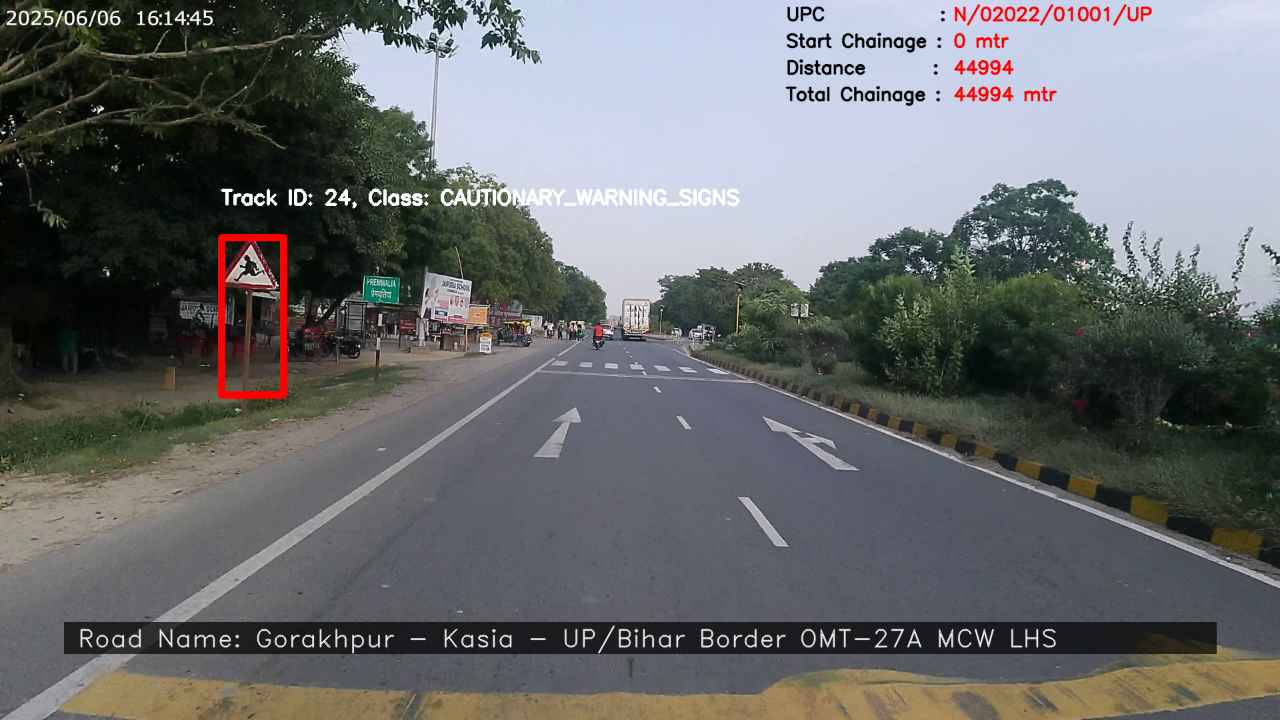 2025/06/06 16:14:45
UPC : N/02022/01001/UP
Start Chainage : 0 mtr
Distance : 44994
Total Chainage : 44994 mtr
Track ID: 24, Class: CAUTIONARY_WARNING_SIGNS
PREMWALIA
प्रेमवलिया
Road Name: Gorakhpur - Kasia - UP/Bihar Border OMT-27A MCW LHS